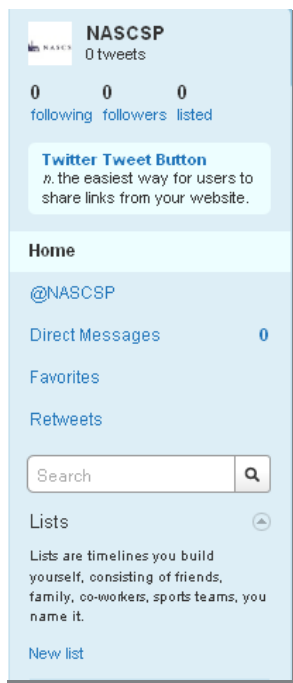 NASCS
NASCSP
0 tweets
0 0 0
following followers listed
Twitter Tweet Button
n. the easiest way for users to
share links from your website.
Home
@NASCSP
Direct Messages 0
Favorites
Retweets
Search
Lists
Lists are timelines you build
yourself, consisting of friends,
family, co-workers, sports teams, you
name it.
New list